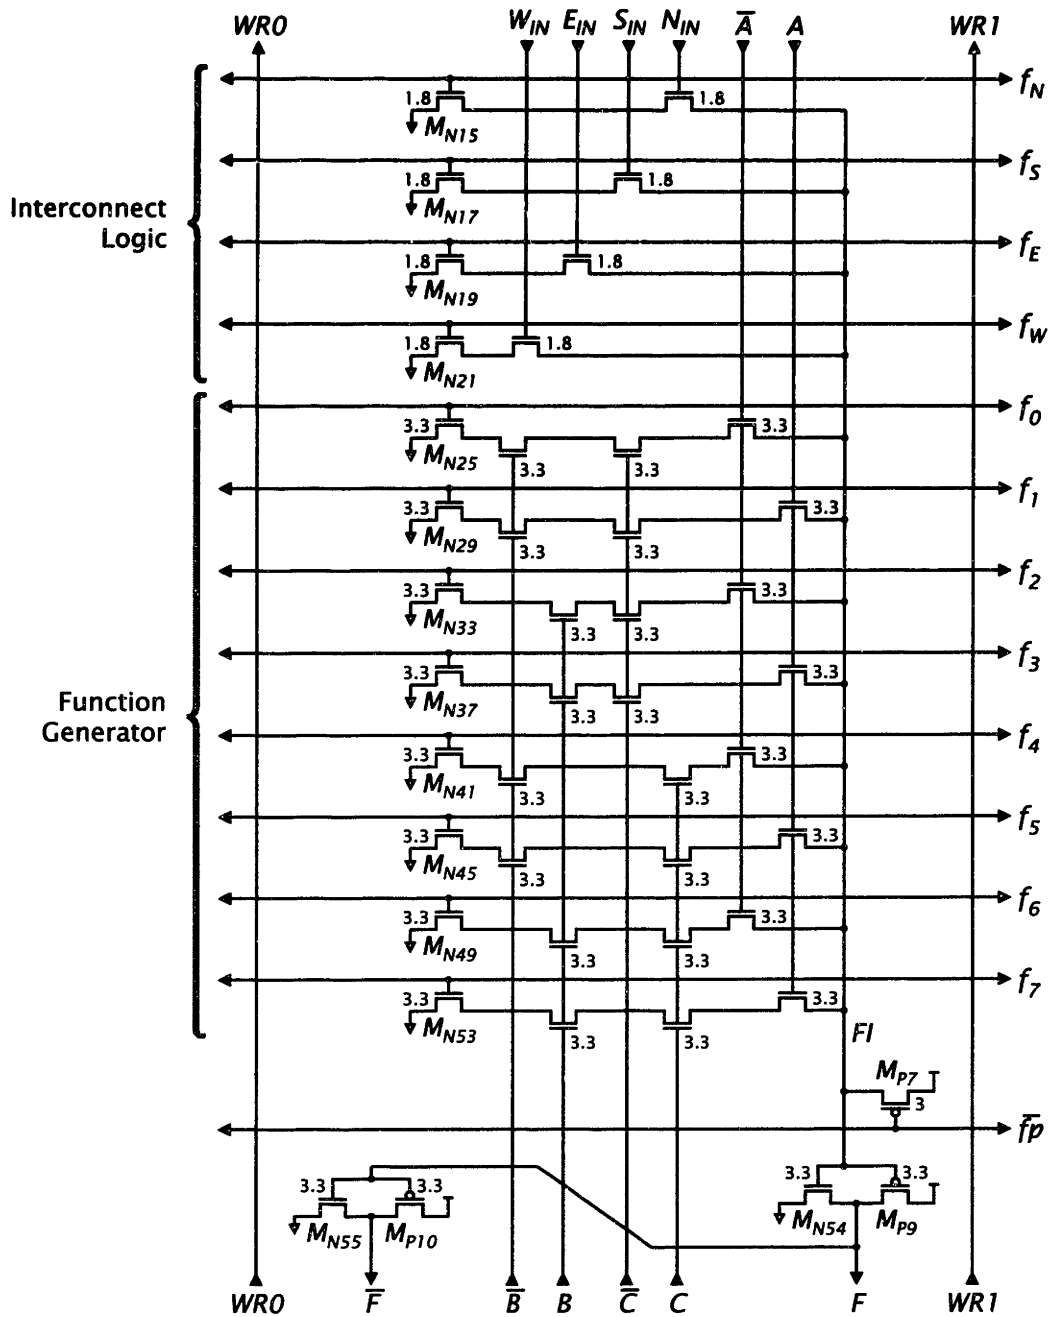 WR0 W_IN E_IN S_IN N_IN A̅ A WR1
f_N
1.8 1.8
M_N15
f_S
1.8 1.8
M_N17
Interconnect
Logic
f_E
1.8 1.8
M_N19
f_W
1.8 1.8
M_N21
f_0
3.3 3.3
M_N25 3.3 3.3
f_1
3.3 3.3
M_N29 3.3 3.3
f_2
3.3 3.3
M_N33 3.3 3.3
f_3
3.3 3.3
M_N37 3.3 3.3
Function
Generator
f_4
3.3 3.3
M_N41 3.3 3.3
f_5
3.3 3.3
M_N45 3.3 3.3
f_6
3.3 3.3
M_N49 3.3 3.3
f_7
3.3 3.3
M_N53 3.3 3.3
FI
M_P7
3
f̅p̅
3.3 3.3 3.3 3.3
M_N55 M_P10 M_N54 M_P9
WR0 F̅ B̅ B C̅ C F WR1